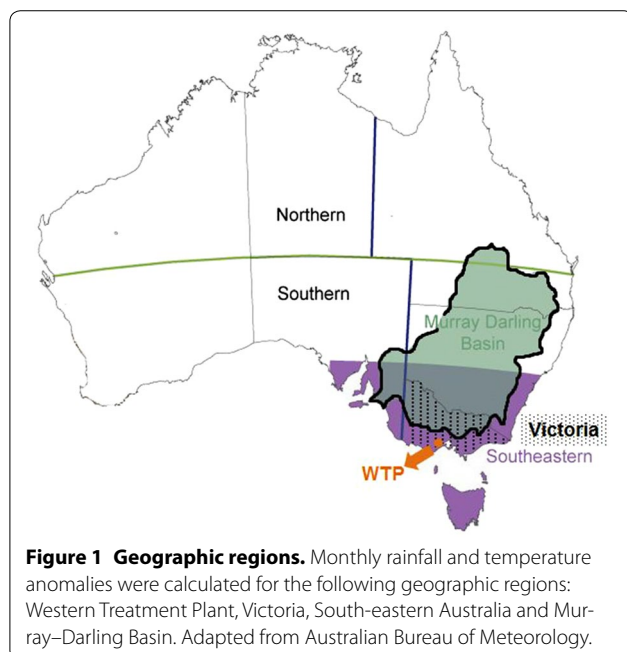 Northern
Southern
Murray Darling
Basin
Victoria
Southeastern
WTP
Figure 1 Geographic regions. Monthly rainfall and temperature
anomalies were calculated for the following geographic regions:
Western Treatment Plant, Victoria, South-eastern Australia and Mur-
ray–Darling Basin. Adapted from Australian Bureau of Meteorology.